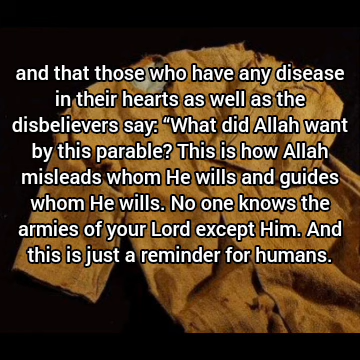 and that those who have any disease
in their hearts as well as the
disbelievers say: “What did Allah want
by this parable? This is how Allah
misleads whom He wills and guides
whom He wills. No one knows the
armies of your Lord except Him. And
this is just a reminder for humans.